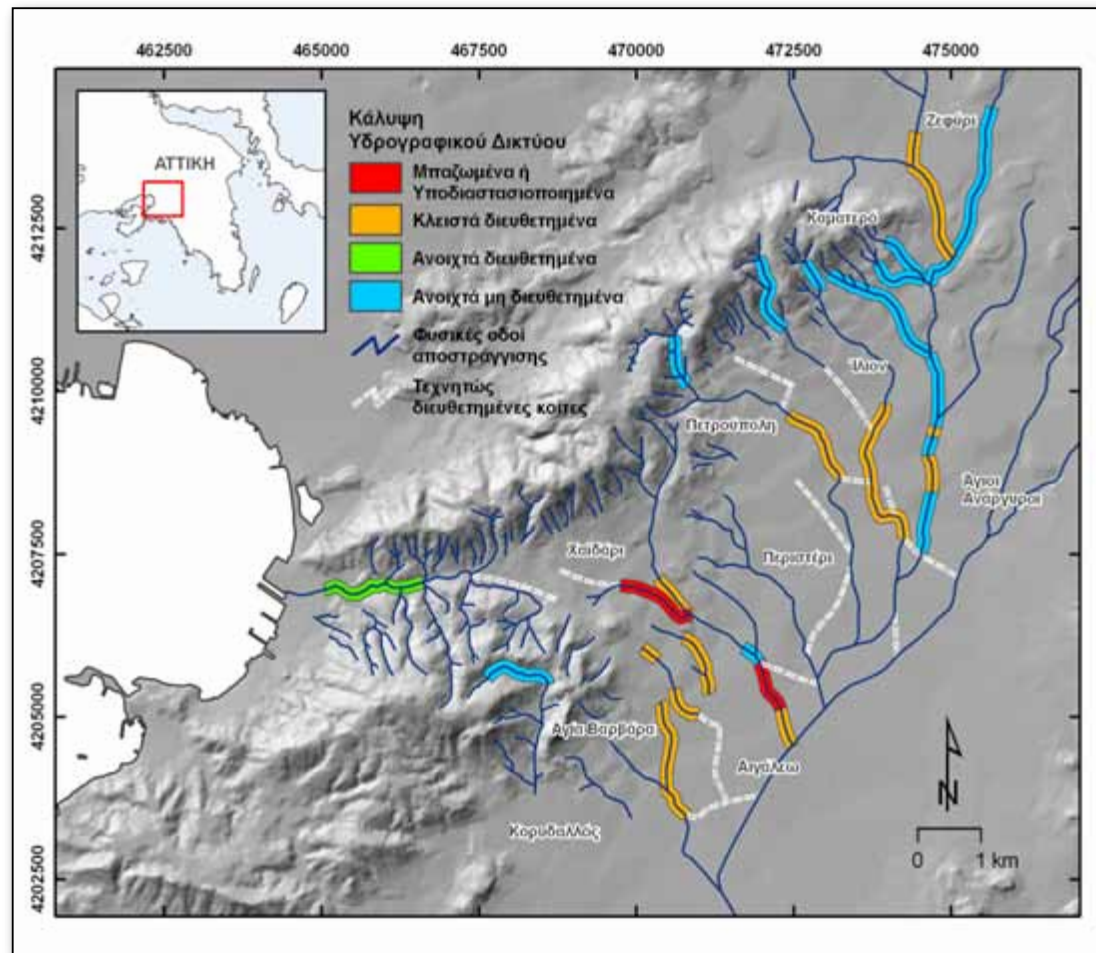 462500 465000 467500 470000 472500 475000
4212500
4210000
4207500
4205000
4202500
ΑΤΤΙΚΗ
Κάλυψη
Υδρογραφικού Δικτύου
Μπαζωμένα ή
Υποδιαστασιοποιημένα
Κλειστά διευθετημένα
Ανοιχτά διευθετημένα
Ανοιχτά μη διευθετημένα
Φυσικές οδοί
αποστράγγισης
Τεχνητώς
διευθετημένες κοίτες
Ζεφύρι
Καματερό
Ίλιον
Πετρούπολη
Άγιοι
Ανάργυροι
Περιστέρι
Χαϊδάρι
Αγία Βαρβάρα
Αιγάλεω
Κορυδαλλός
N
0 1 km